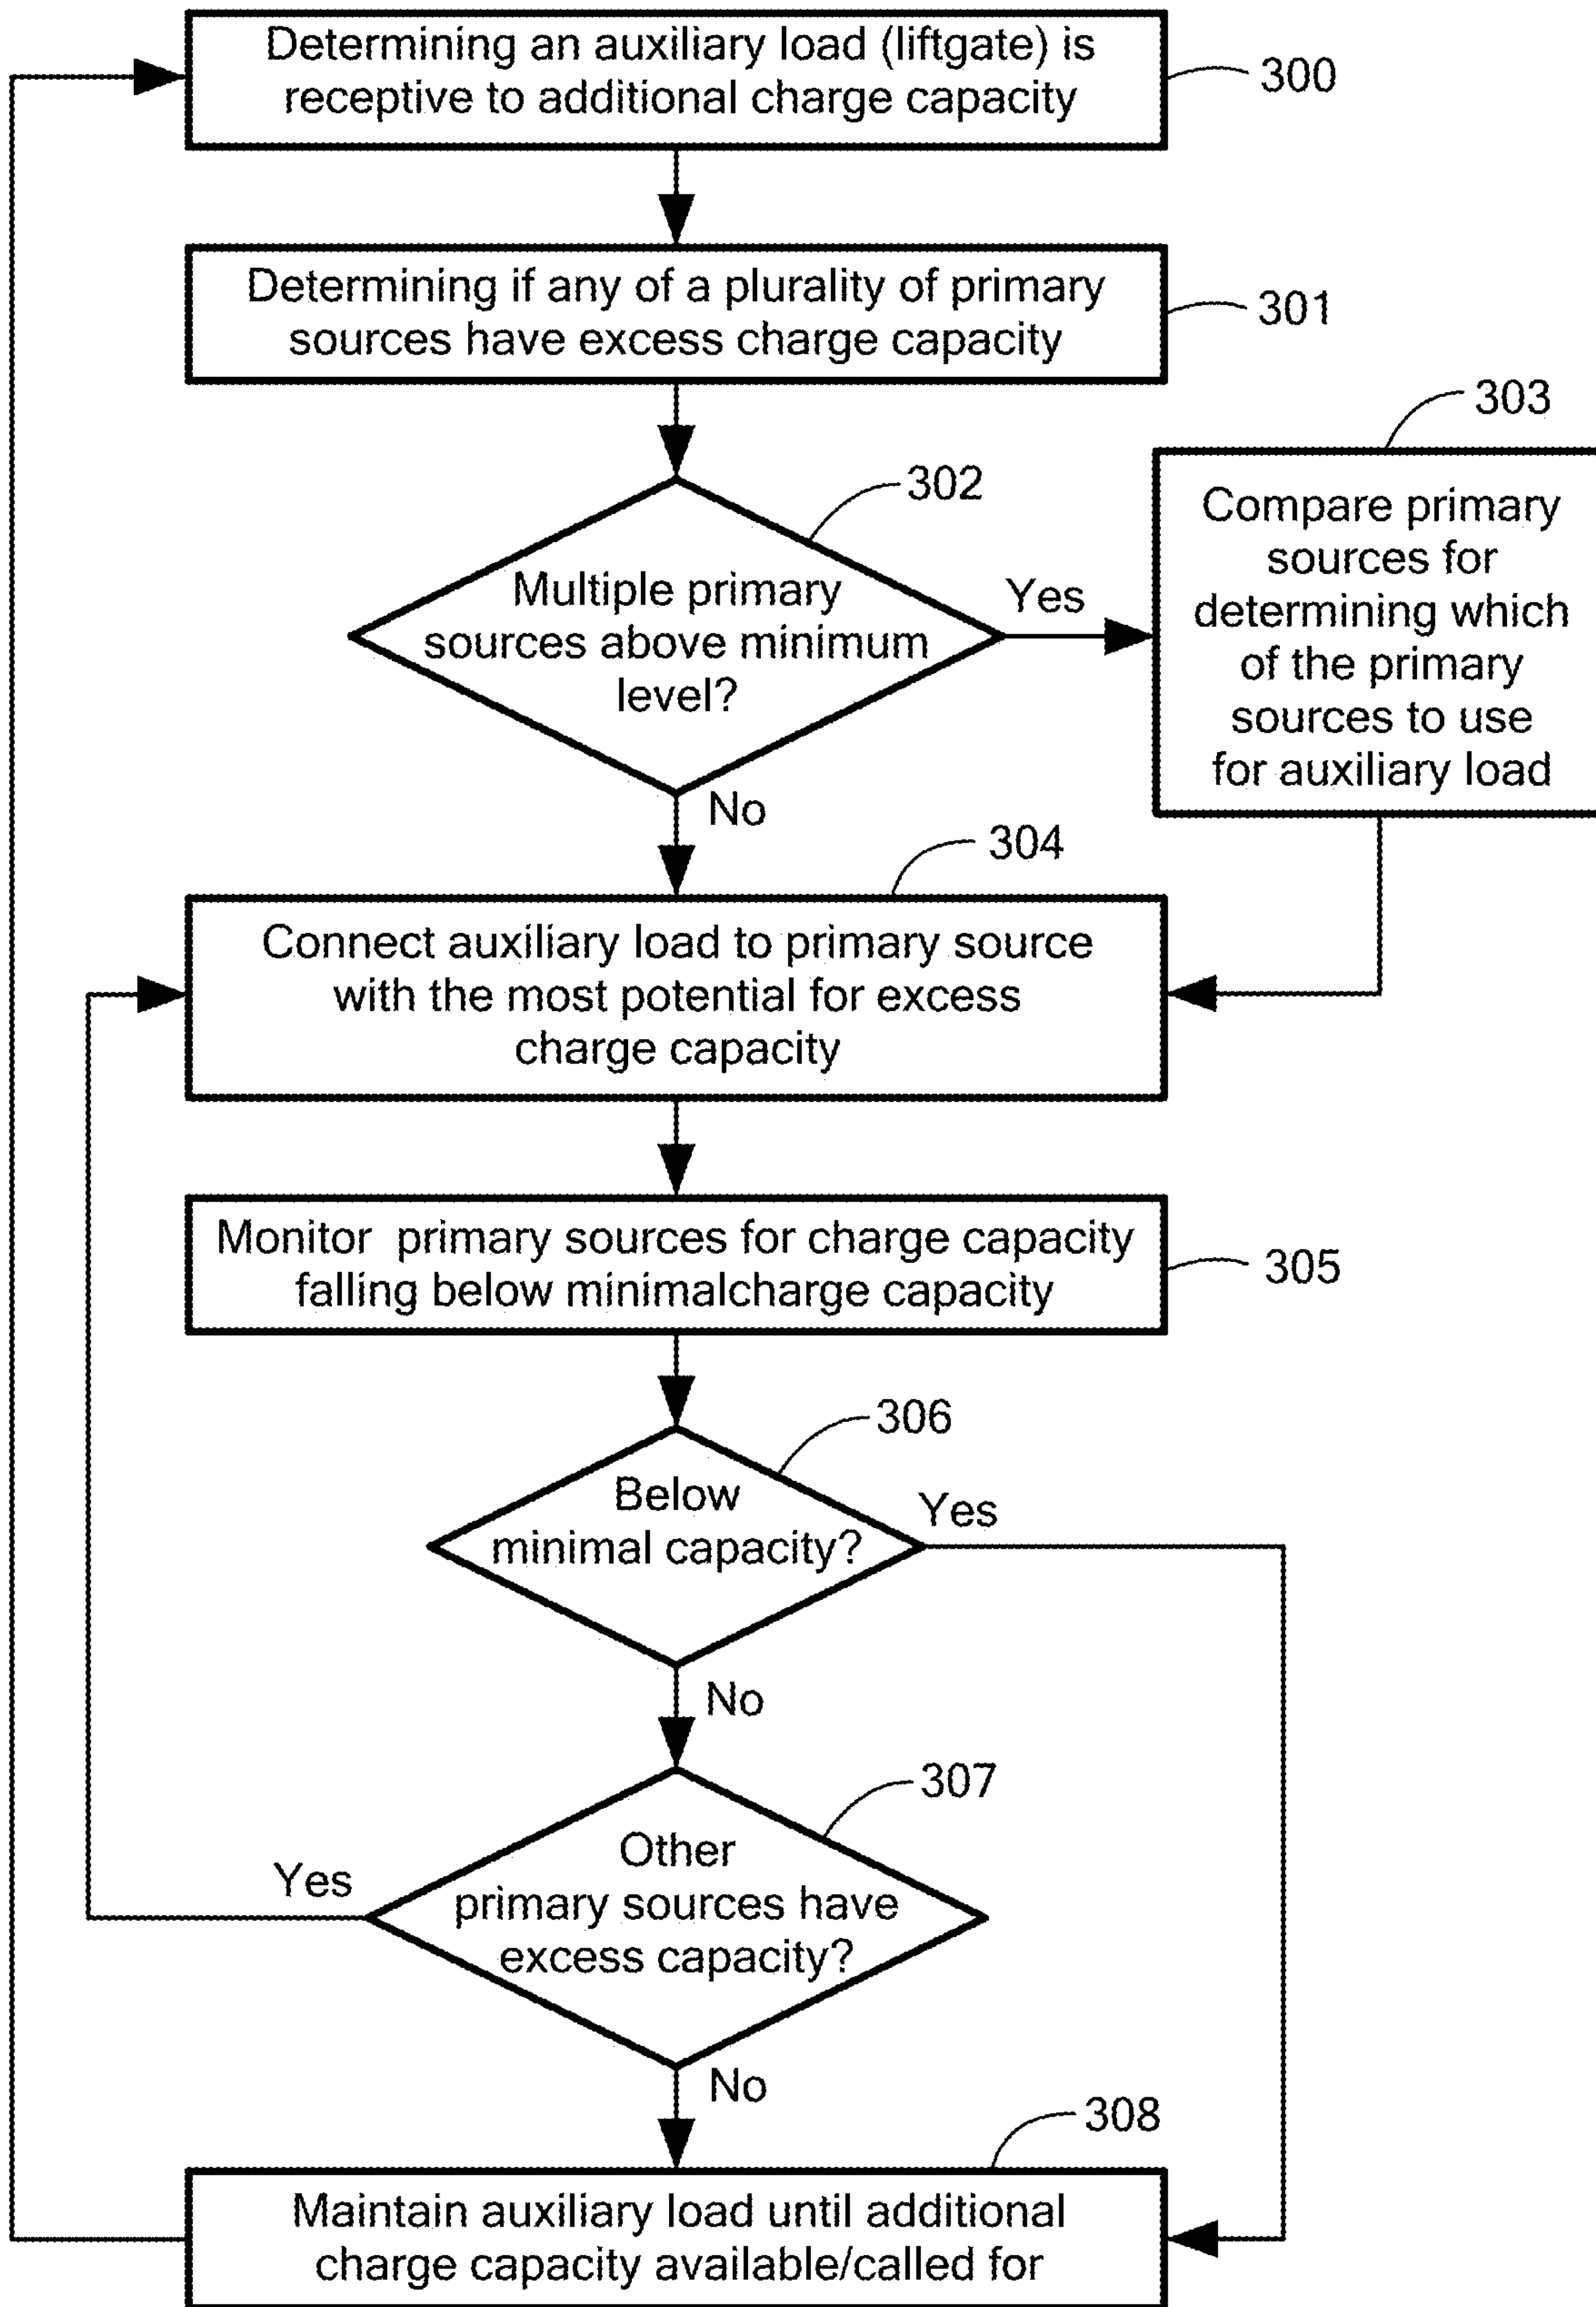 Determining an auxiliary load (liftgate) is
receptive to additional charge capacity
300
Determining if any of a plurality of primary
sources have excess charge capacity
301
302
Multiple primary
sources above minimum
level?
Yes
No
303
Compare primary
sources for
determining which
of the primary
sources to use
for auxiliary load
304
Connect auxiliary load to primary source
with the most potential for excess
charge capacity
Monitor primary sources for charge capacity
falling below minimalcharge capacity
305
306
Below
minimal capacity?
Yes
No
307
Other
primary sources have
excess capacity?
Yes
No
308
Maintain auxiliary load until additional
charge capacity available/called for